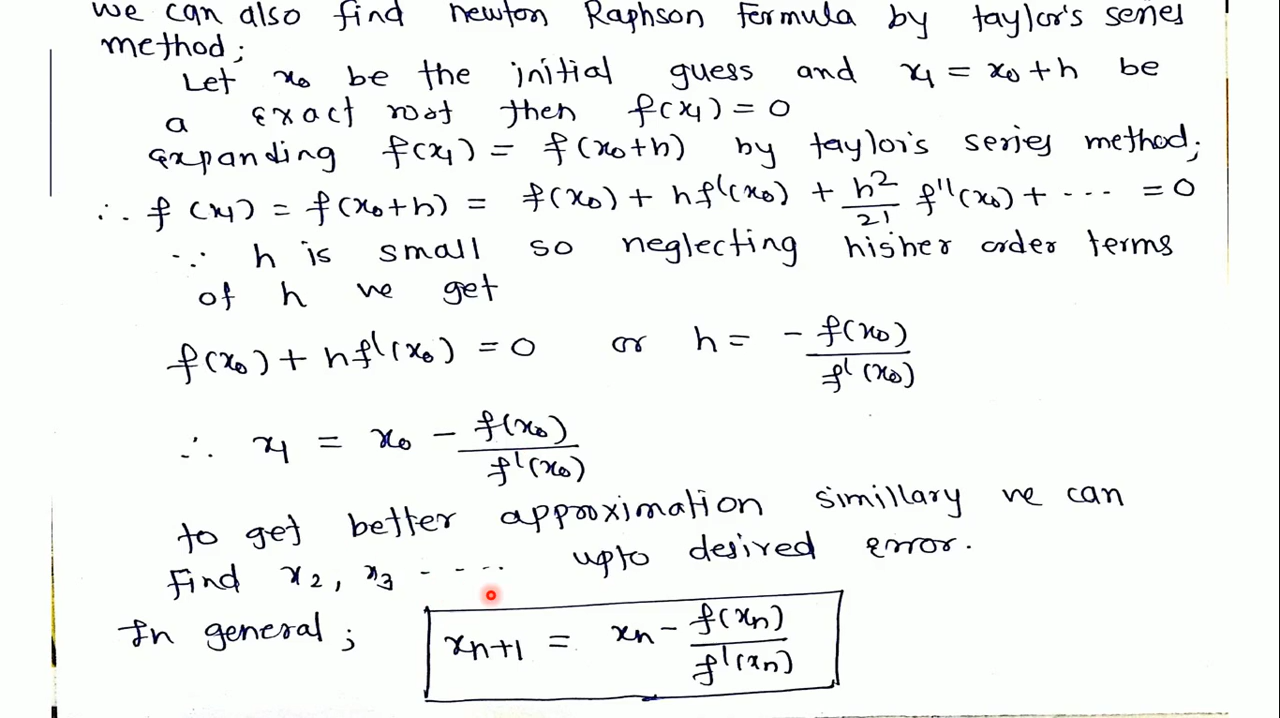 we can also find newton Raphson formula by taylor's series
method;
Let x₀ be the initial guess and x₁ = x₀+h be
a exact root then f(x₁) = 0
expanding f(x₁) = f(x₀+h) by taylor's series method;
∴ f(x₁) = f(x₀+h) = f(x₀) + hf'(x₀) + h²/2! f''(x₀) + - - - = 0
∵ h is small so neglecting higher order terms
of h we get
f(x₀) + hf'(x₀) = 0 or h = - f(x₀)/f'(x₀)
∴ x₁ = x₀ - f(x₀)/f'(x₀)
to get better approximation simillary we can
find x₂, x₃ - - - - upto desired error.
In general; xₙ₊₁ = xₙ - f(xₙ)/f'(xₙ)